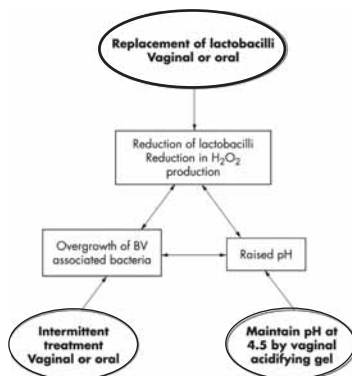 Replacement of lactobacilli
Vaginal or oral
Reduction of lactobacilli
Reduction in H₂O₂
production
Overgrowth of BV
associated bacteria
Raised pH
Intermittent
treatment
Vaginal or oral
Maintain pH at
4.5 by vaginal
acidifying gel